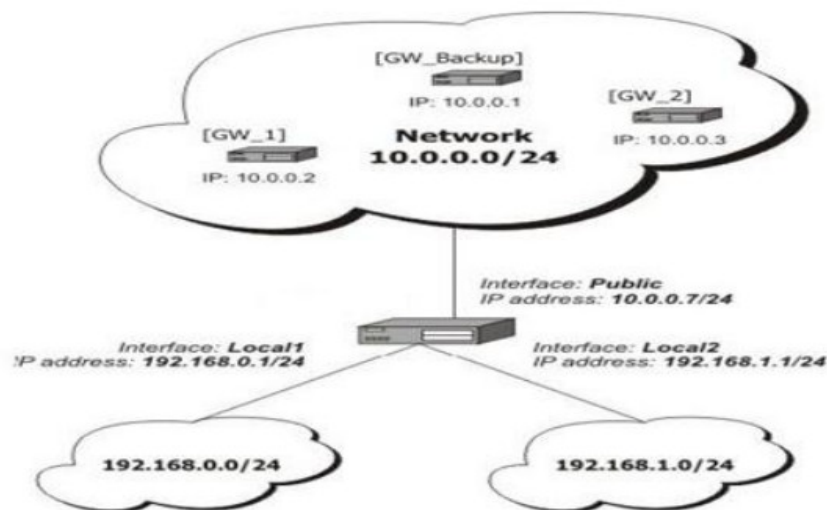 [GW_Backup]
IP: 10.0.0.1
[GW_2]
IP: 10.0.0.3
[GW_1]
IP: 10.0.0.2
Network
10.0.0.0/24
Interface: Public
IP address: 10.0.0.7/24
Interface: Local1
IP address: 192.168.0.1/24
Interface: Local2
IP address: 192.168.1.1/24
192.168.0.0/24
192.168.1.0/24